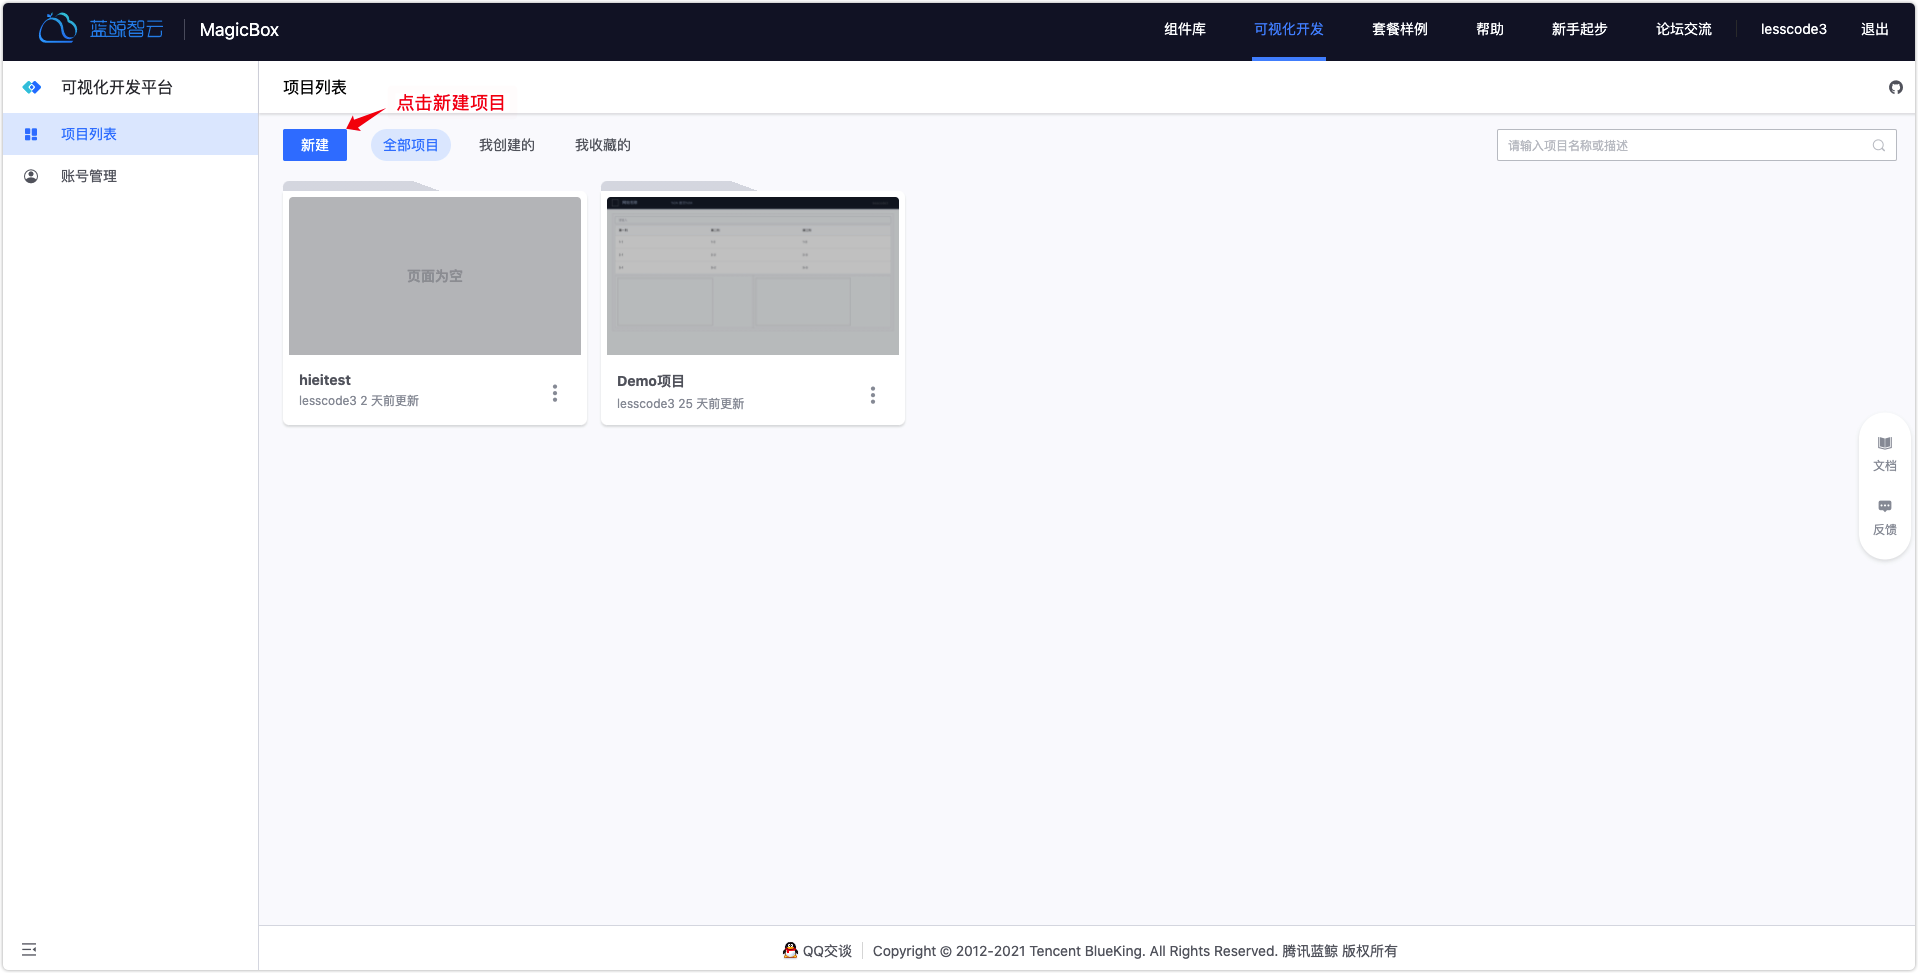 蓝鲸智云 MagicBox 组件库 可视化开发 套餐样例 帮助 新手起步 论坛交流 lesscode3 退出
可视化开发平台
项目列表
账号管理
项目列表
点击新建项目
新建 全部项目 我创建的 我收藏的 请输入项目名称或描述
页面为空
hieitest
lesscode3 2 天前更新
Demo项目
lesscode3 25 天前更新
文档
反馈
QQ交谈 Copyright © 2012-2021 Tencent BlueKing. All Rights Reserved. 腾讯蓝鲸 版权所有